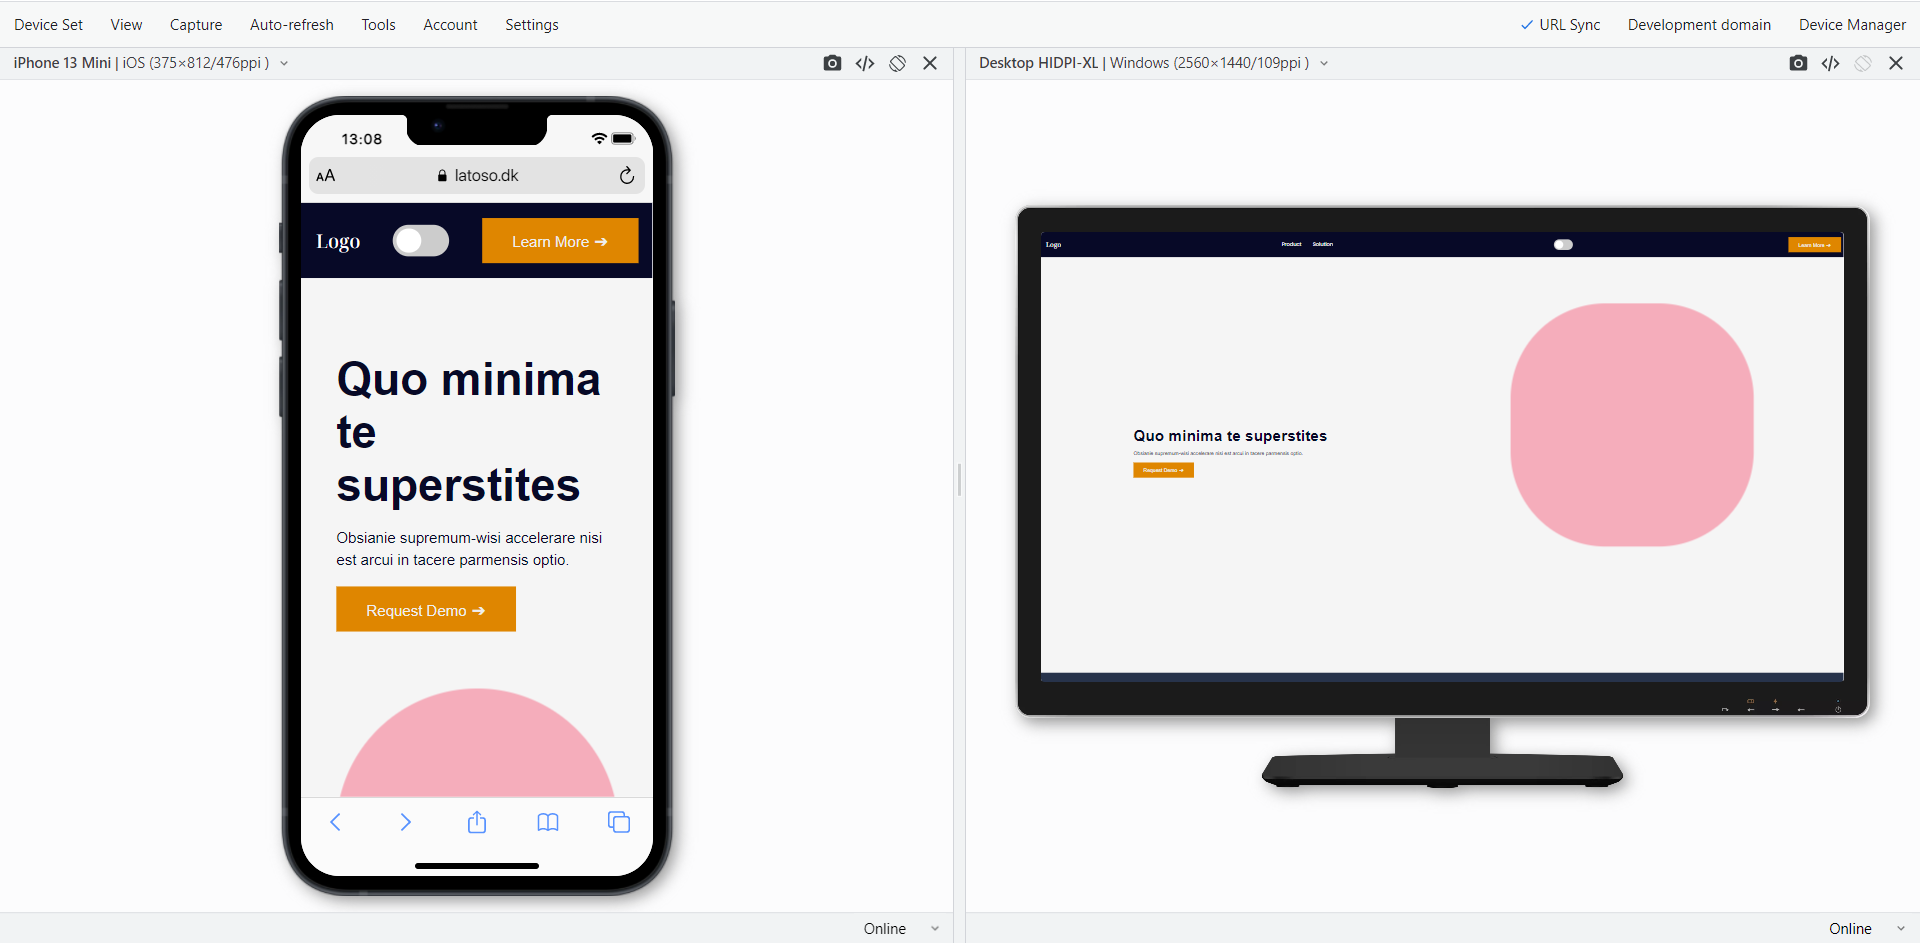 Device Set View Capture Auto-refresh Tools Account Settings URL Sync Development domain Device Manager
iPhone 13 Mini | iOS (375×812/476ppi )
13:08
AA latoso.dk
Logo Learn More ➔
Quo minima
te
superstites
Obsianie supremum-wisi accelerare nisi
est arcui in tacere parmensis optio.
Request Demo ➔
Online
Desktop HIDPI-XL | Windows (2560×1440/109ppi )
Logo Product Solution Learn More ➔
Quo minima te superstites
Obsianie supremum-wisi accelerare nisi est arcui in tacere parmensis optio.
Request Demo ➔
Online